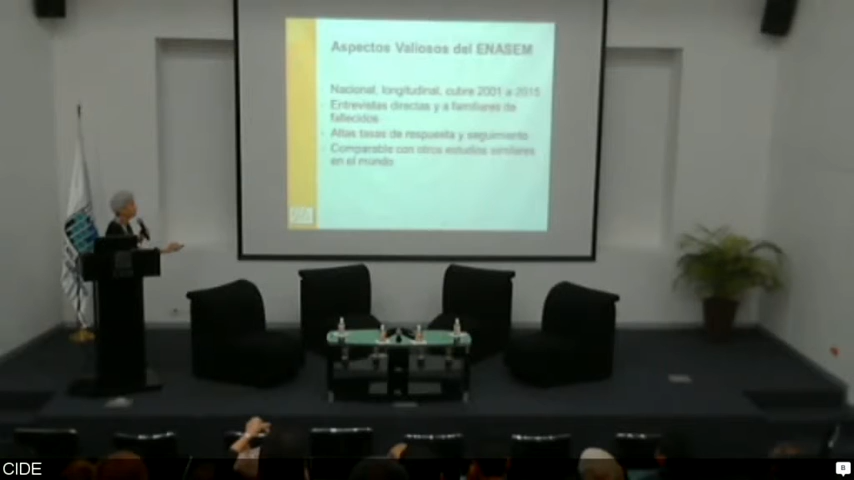 Aspectos Valiosos del ENASEM
Nacional, longitudinal, cubre 2001 a 2015
Entrevistas directas y a familiares de
fallecidos
Altas tasas de respuesta y seguimiento
Comparable con otros estudios similares
en el mundo
CIDE